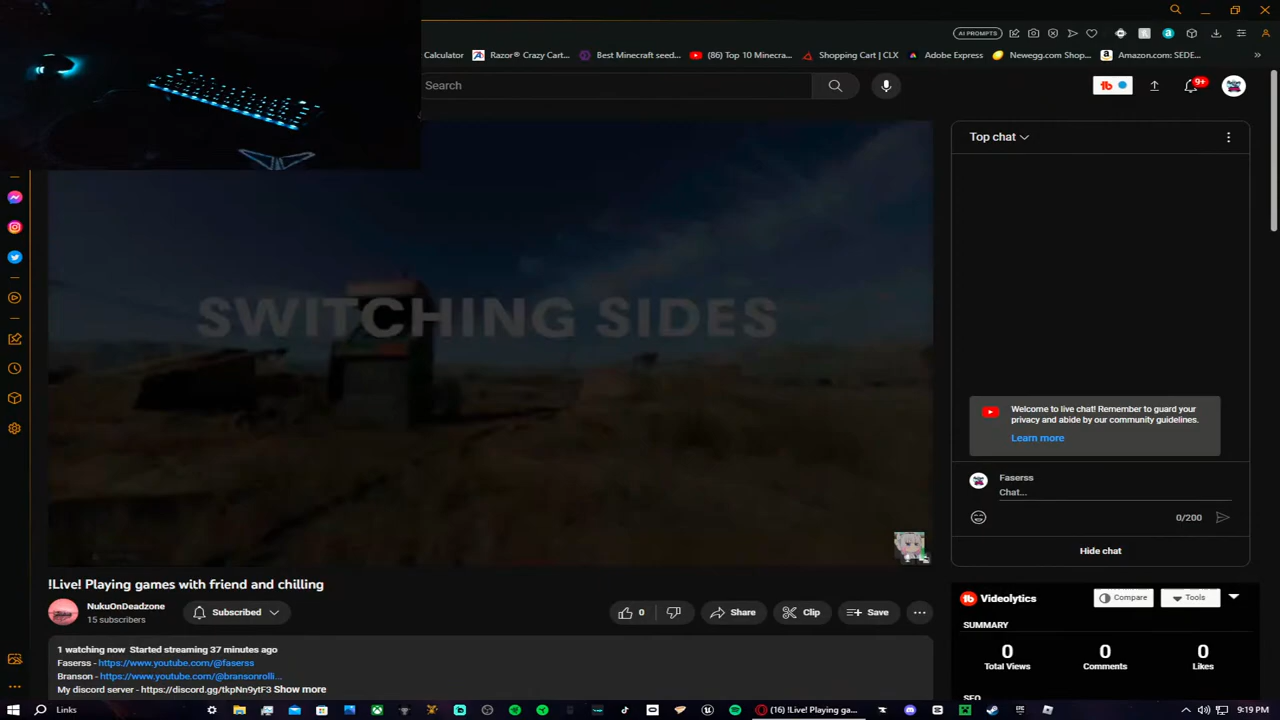 AI PROMPTS
Calculator
Razor® Crazy Cart...
Best Minecraft seed...
(86) Top 10 Minecra...
Shopping Cart | CLX
Adobe Express
Newegg.com Shop...
Amazon.com: SEDE...
Search
9+
Top chat
SWITCHING SIDES
Welcome to live chat! Remember to guard your
privacy and abide by our community guidelines.
Learn more
Faserss
Chat...
0/200
Hide chat
!Live! Playing games with friend and chilling
NukuOnDeadzone
15 subscribers
Subscribed
0
Share
Clip
Save
1 watching now Started streaming 37 minutes ago
Faserss - https://www.youtube.com/@faserss
Branson - https://www.youtube.com/@bransonrolli...
My discord server - https://discord.gg/tkpNn9ytF3 Show more
Videolytics
Compare
Tools
SUMMARY
0 0 0
Total Views Comments Likes
SEO
Links
(16) !Live! Playing ga...
9:19 PM